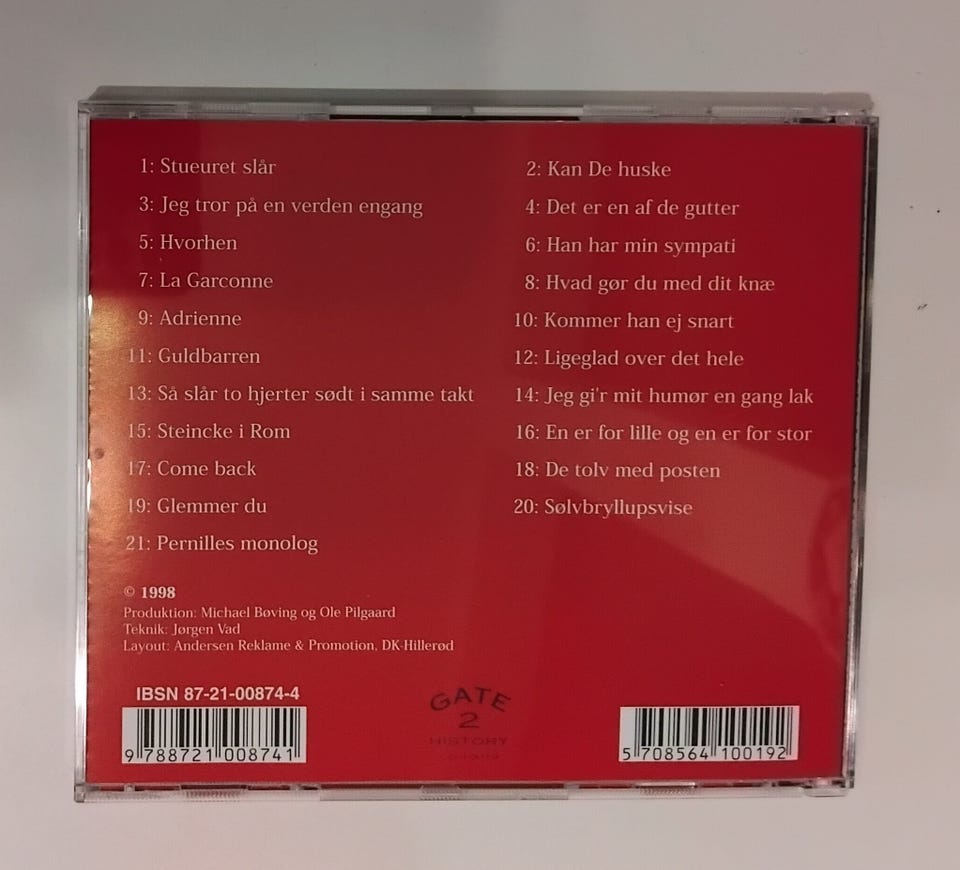 1: Stueuret slår
2: Kan De huske
3: Jeg tror på en verden engang
4: Det er en af de gutter
5: Hvorhen
6: Han har min sympati
7: La Garconne
8: Hvad gør du med dit knæ
9: Adrienne
10: Kommer han ej snart
11: Guldbarren
12: Ligeglad over det hele
13: Så slår to hjerter sødt i samme takt
14: Jeg gi'r mit humør en gang lak
15: Steincke i Rom
16: En er for lille og en er for stor
17: Come back
18: De tolv med posten
19: Glemmer du
20: Sølvbryllupsvise
21: Pernilles monolog
© 1998
Produktion: Michael Bøving og Ole Pilgaard
Teknik: Jørgen Vad
Layout: Andersen Reklame & Promotion, DK-Hillerød
IBSN 87-21-00874-4
9 788721 008741
GATE
2
HISTORY
5 708564 100192